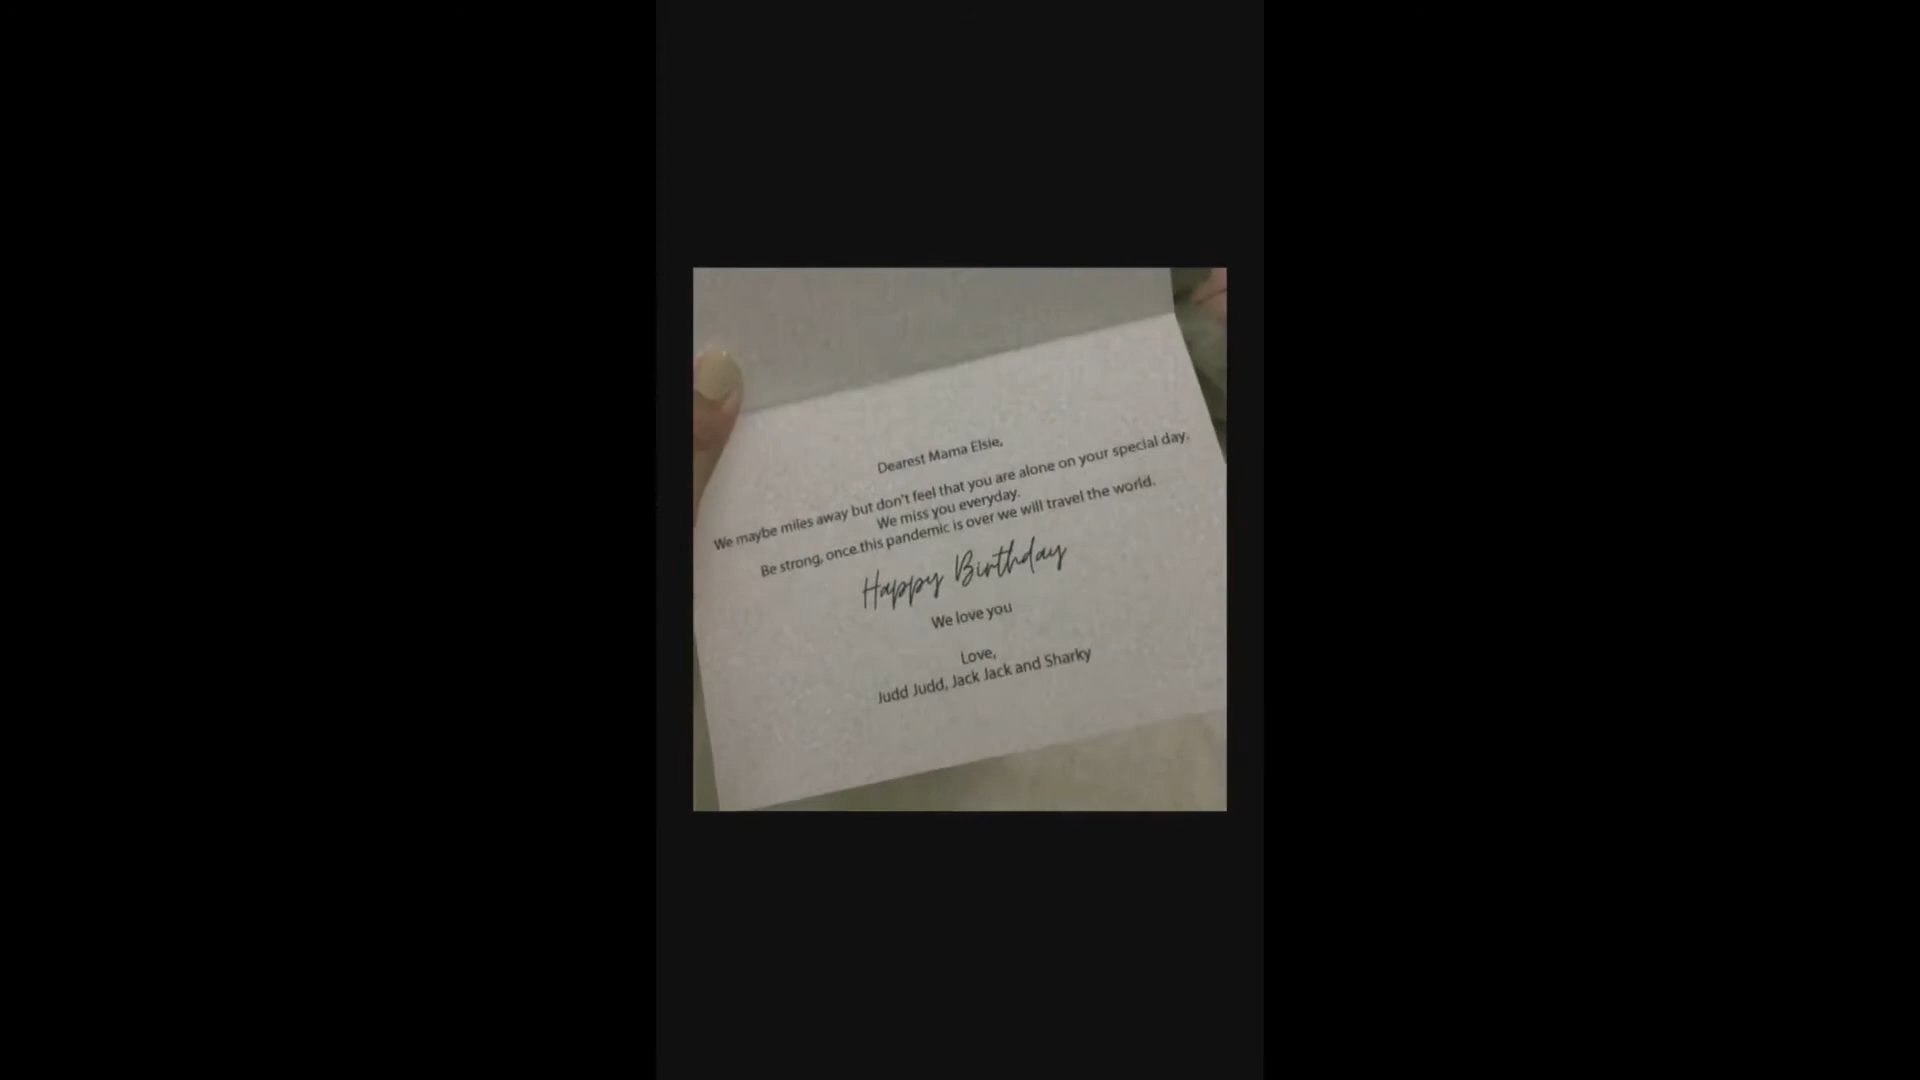 Dearest Mama Elsie,
We maybe miles away but don't feel that you are alone on your special day.
We miss you everyday.
Be strong, once this pandemic is over we will travel the world.
Happy Birthday
We love you
Love,
Judd Judd, Jack Jack and Sharky